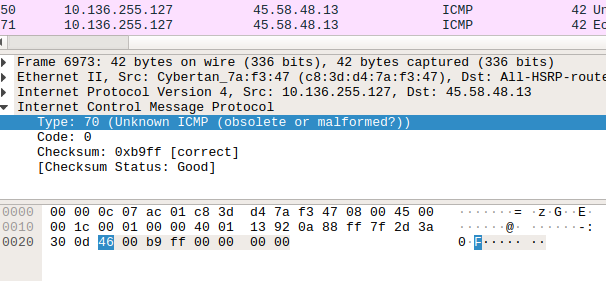 50 10.136.255.127 45.58.48.13 ICMP 42 Un
71 10.136.255.127 45.58.48.13 ICMP 42 Ec
Frame 6973: 42 bytes on wire (336 bits), 42 bytes captured (336 bits)
Ethernet II, Src: Cybertan_7a:f3:47 (c8:3d:d4:7a:f3:47), Dst: All-HSRP-route
Internet Protocol Version 4, Src: 10.136.255.127, Dst: 45.58.48.13
Internet Control Message Protocol
Type: 70 (Unknown ICMP (obsolete or malformed?))
Code: 0
Checksum: 0xb9ff [correct]
[Checksum Status: Good]
0000 00 00 0c 07 ac 01 c8 3d d4 7a f3 47 08 00 45 00 ·······= ·z·G··E·
0010 00 1c 00 01 00 00 40 01 13 92 0a 88 ff 7f 2d 3a ······@· ······-:
0020 30 0d 46 00 b9 ff 00 00 00 00 0·F····· ··